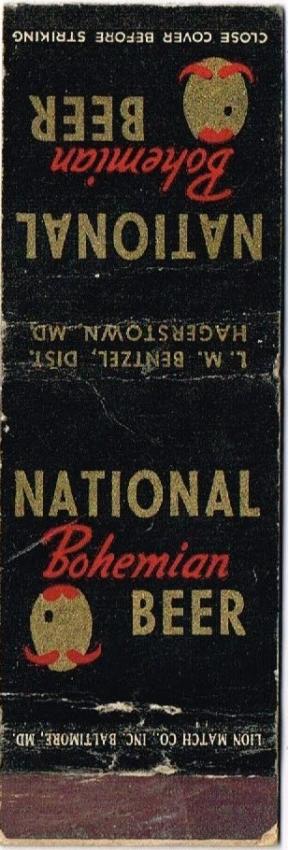 CLOSE COVER BEFORE STRIKING
NATIONAL
Bohemian
BEER
L. M. BENTZEL, DIST.
HAGERSTOWN, MD.
NATIONAL
Bohemian
BEER
LION MATCH CO., INC. BALTIMORE, MD.